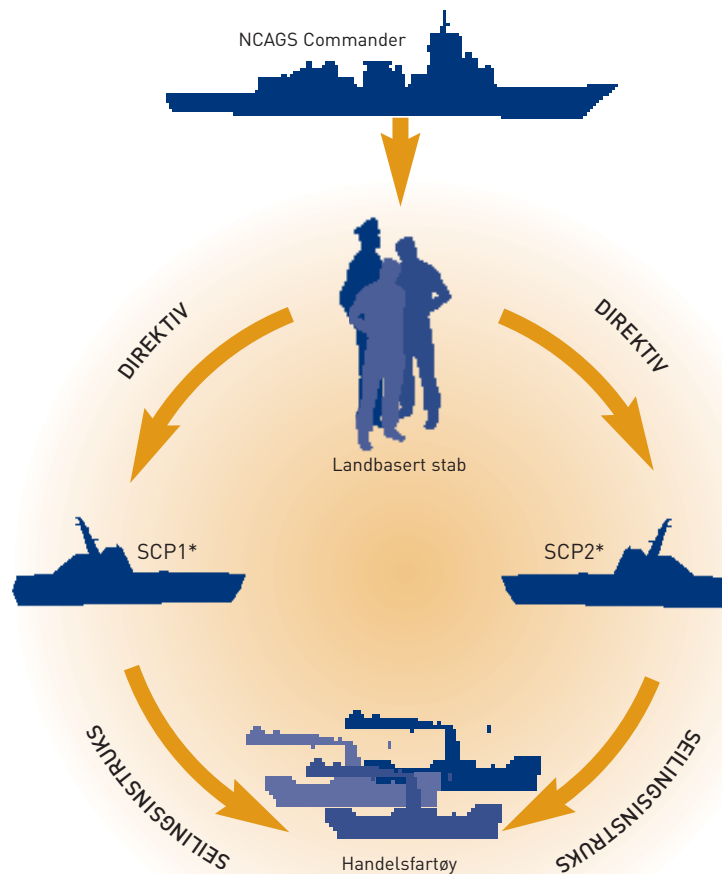 NCAGS Commander
DIREKTIV
DIREKTIV
Landbasert stab
SCP1*
SCP2*
SEILINGSINSTRUKS
SEILINGSINSTRUKS
Handelsfartøy